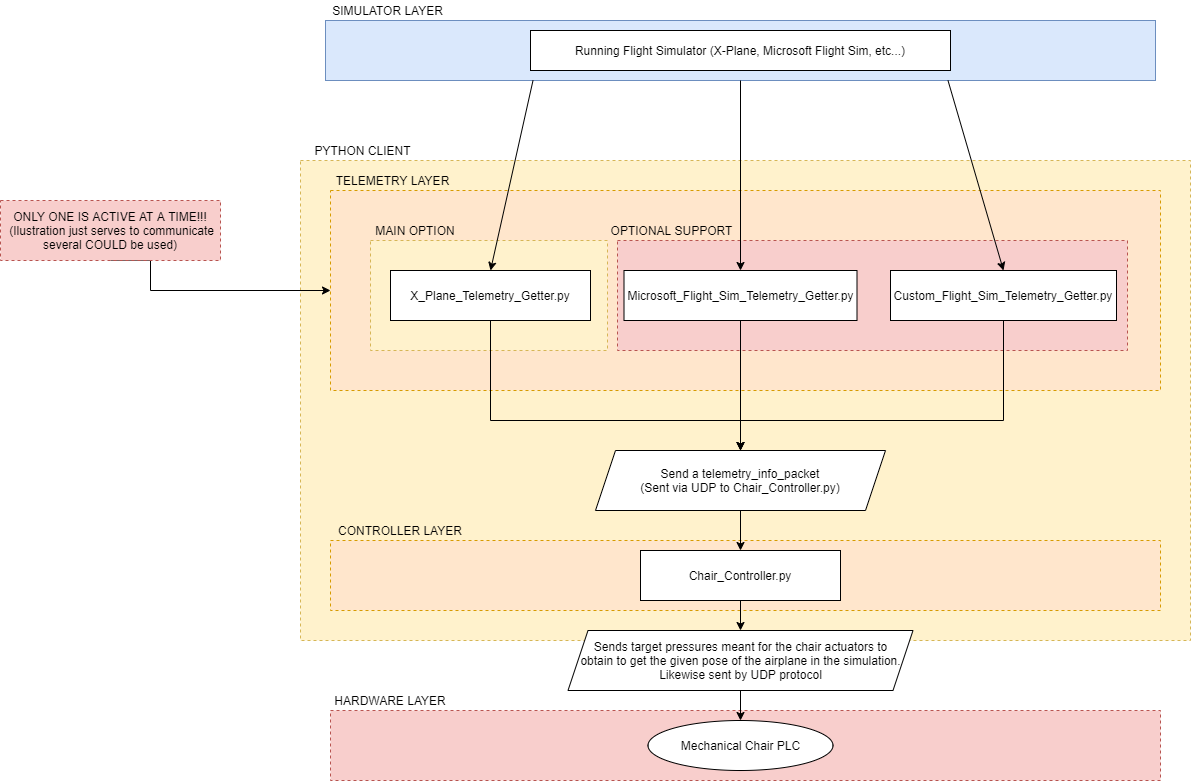 SIMULATOR LAYER
Running Flight Simulator (X-Plane, Microsoft Flight Sim, etc...)
PYTHON CLIENT
TELEMETRY LAYER
ONLY ONE IS ACTIVE AT A TIME!!!
(Ilustration just serves to communicate
several COULD be used)
MAIN OPTION
OPTIONAL SUPPORT
X_Plane_Telemetry_Getter.py
Microsoft_Flight_Sim_Telemetry_Getter.py
Custom_Flight_Sim_Telemetry_Getter.py
Send a telemetry_info_packet
(Sent via UDP to Chair_Controller.py)
CONTROLLER LAYER
Chair_Controller.py
Sends target pressures meant for the chair actuators to
obtain to get the given pose of the airplane in the simulation.
Likewise sent by UDP protocol
HARDWARE LAYER
Mechanical Chair PLC